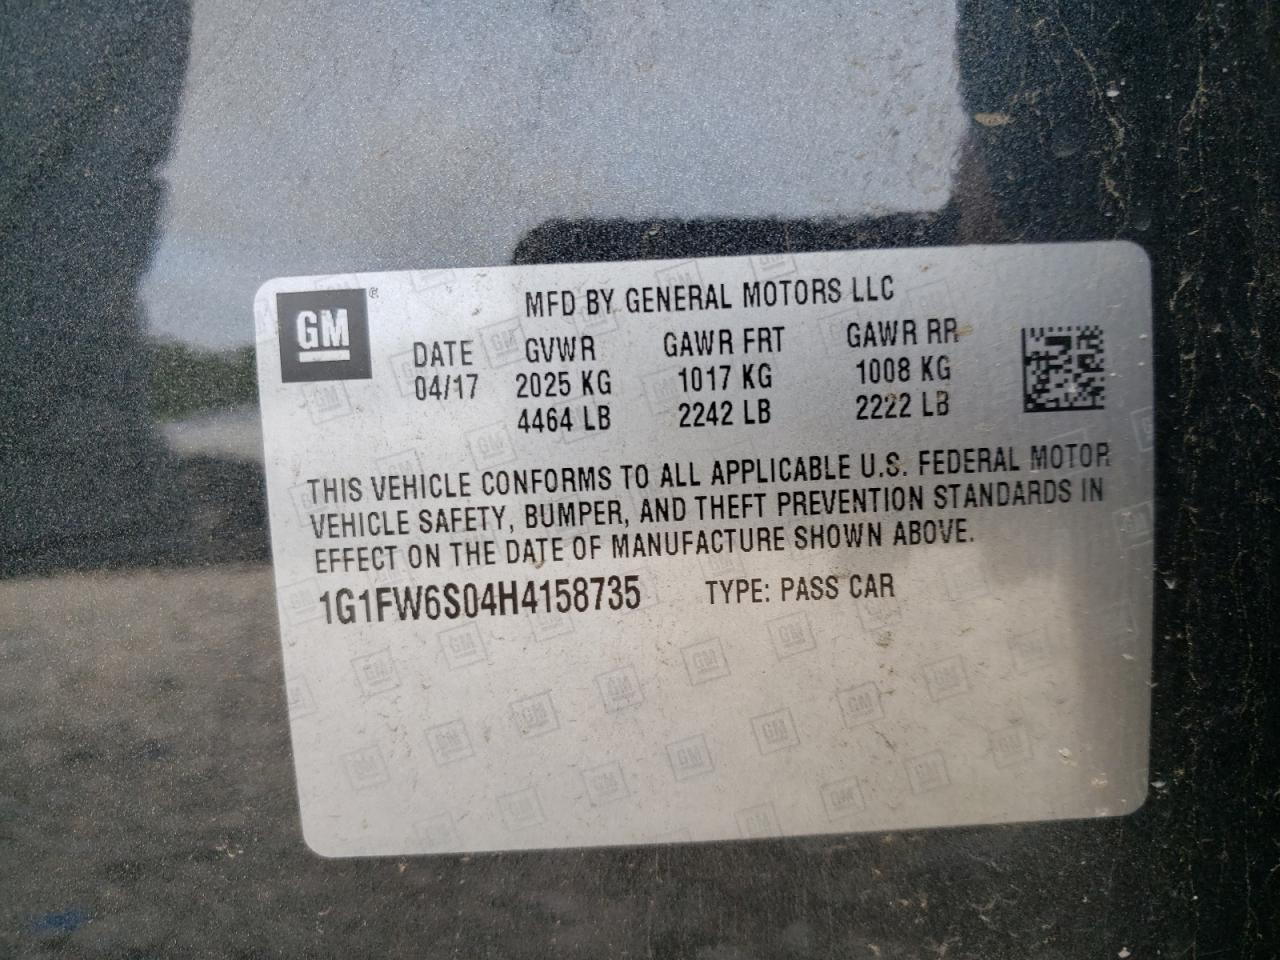 GM ®
MFD BY GENERAL MOTORS LLC
DATE GVWR GAWR FRT GAWR RR
04/17 2025 KG 1017 KG 1008 KG
4464 LB 2242 LB 2222 LB
THIS VEHICLE CONFORMS TO ALL APPLICABLE U.S. FEDERAL MOTOR
VEHICLE SAFETY, BUMPER, AND THEFT PREVENTION STANDARDS IN
EFFECT ON THE DATE OF MANUFACTURE SHOWN ABOVE.
1G1FW6S04H4158735 TYPE: PASS CAR